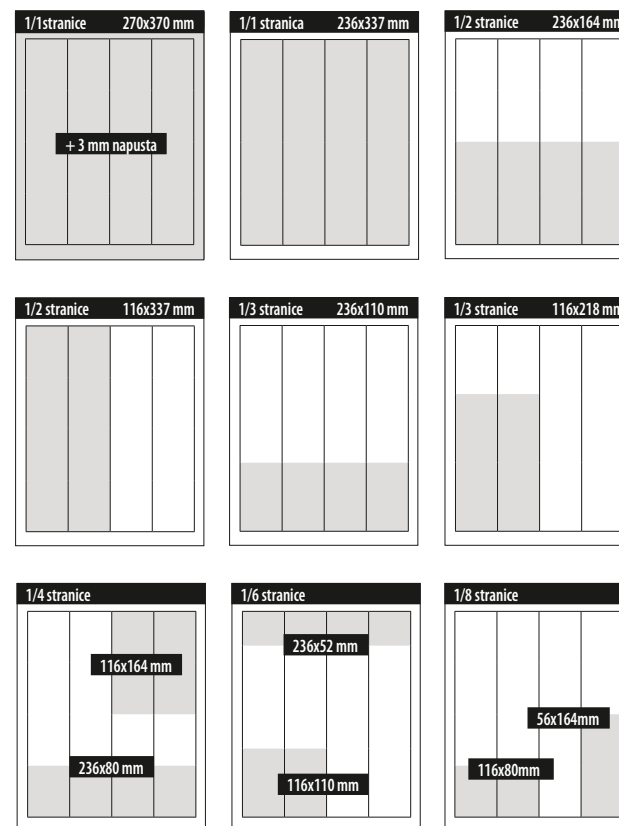 1/1stranice 270x370 mm
+ 3 mm napusta
1/1 stranica 236x337 mm
1/2 stranice 236x164 mm
1/2 stranice 116x337 mm
1/3 stranice 236x110 mm
1/3 stranice 116x218 mm
1/4 stranice
116x164 mm
236x80 mm
1/6 stranice
236x52 mm
116x110 mm
1/8 stranice
56x164mm
116x80mm